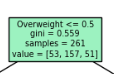 Overweight <= 0.5
gini = 0.559
samples = 261
value = [53, 157, 51]